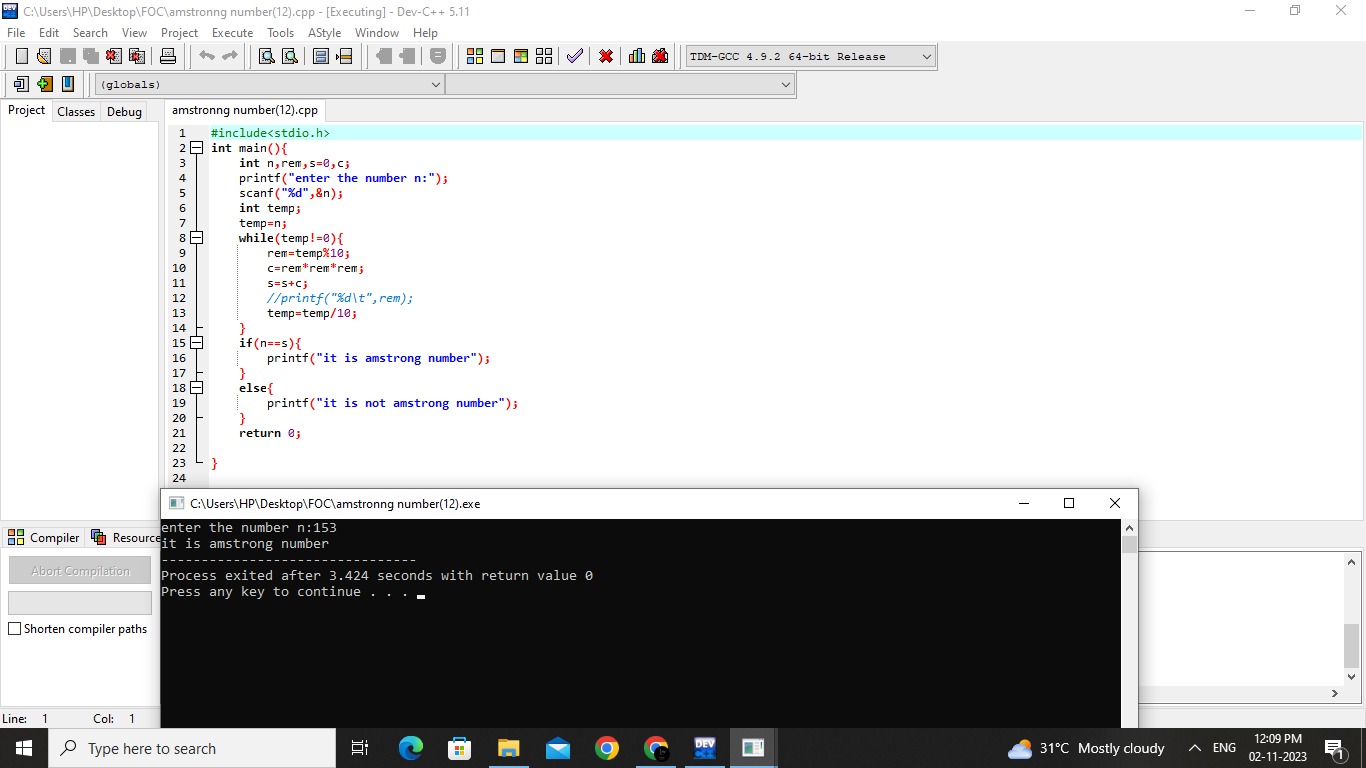 C:\Users\HP\Desktop\FOC\amstronng number(12).cpp - [Executing] - Dev-C++ 5.11
File Edit Search View Project Execute Tools AStyle Window Help
TDM-GCC 4.9.2 64-bit Release
(globals)
Project Classes Debug
amstronng number(12).cpp
1 #include<stdio.h>
2 int main(){
3 int n,rem,s=0,c;
4 printf("enter the number n:");
5 scanf("%d",&n);
6 int temp;
7 temp=n;
8 while(temp!=0){
9 rem=temp%10;
10 c=rem*rem*rem;
11 s=s+c;
12 //printf("%d\t",rem);
13 temp=temp/10;
14 }
15 if(n==s){
16 printf("it is amstrong number");
17 }
18 else{
19 printf("it is not amstrong number");
20 }
21 return 0;
22
23 }
24
Compiler Resource
Abort Compilation
Shorten compiler paths
Line: 1 Col: 1
C:\Users\HP\Desktop\FOC\amstronng number(12).exe
enter the number n:153
it is amstrong number
--------------------------------
Process exited after 3.424 seconds with return value 0
Press any key to continue . . .
Type here to search
DEV
31°C Mostly cloudy
ENG
12:09 PM
02-11-2023
1